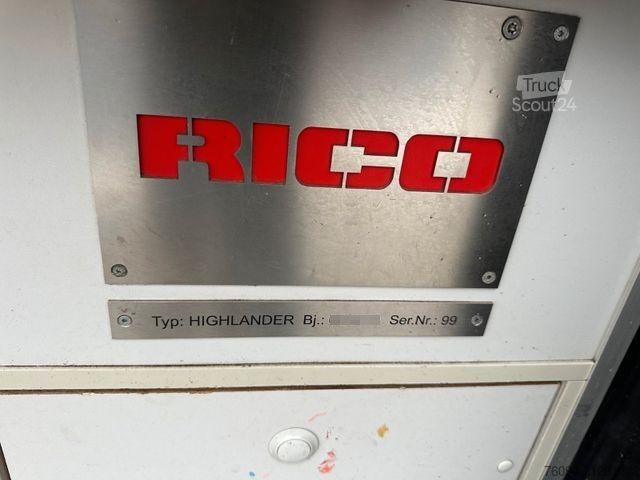 Truck
Scout24
RICO
Typ: HIGHLANDER Bj.: Ser.Nr.: 99